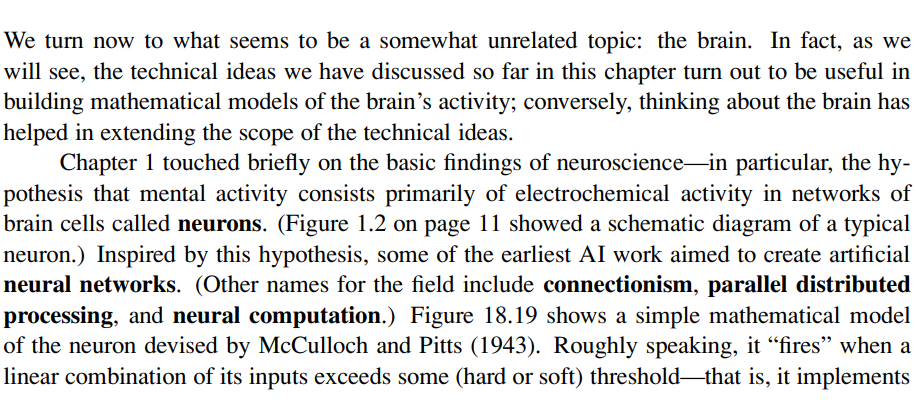 We turn now to what seems to be a somewhat unrelated topic: the brain. In fact, as we
will see, the technical ideas we have discussed so far in this chapter turn out to be useful in
building mathematical models of the brain's activity; conversely, thinking about the brain has
helped in extending the scope of the technical ideas.
Chapter 1 touched briefly on the basic findings of neuroscience—in particular, the hy-
pothesis that mental activity consists primarily of electrochemical activity in networks of
brain cells called neurons. (Figure 1.2 on page 11 showed a schematic diagram of a typical
neuron.) Inspired by this hypothesis, some of the earliest AI work aimed to create artificial
neural networks. (Other names for the field include connectionism, parallel distributed
processing, and neural computation.) Figure 18.19 shows a simple mathematical model
of the neuron devised by McCulloch and Pitts (1943). Roughly speaking, it “fires” when a
linear combination of its inputs exceeds some (hard or soft) threshold—that is, it implements